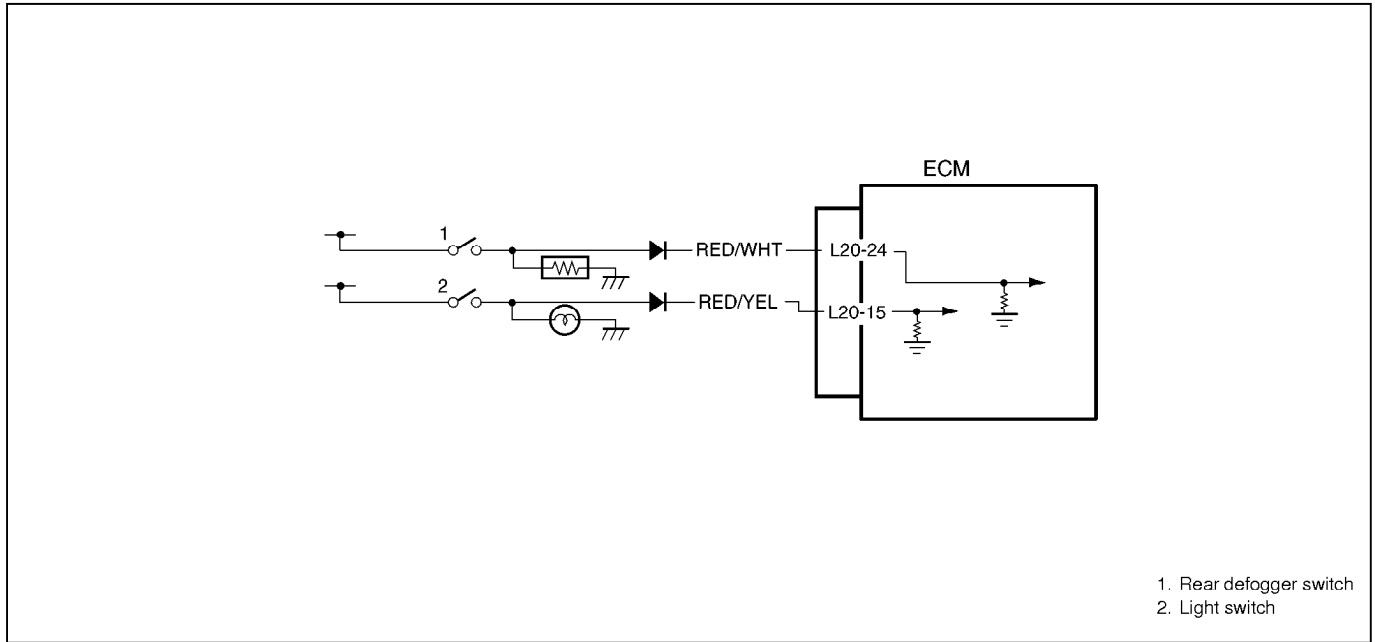 ECM
1
RED/WHT
L20-24
2
RED/YEL
L20-15
1. Rear defogger switch
2. Light switch